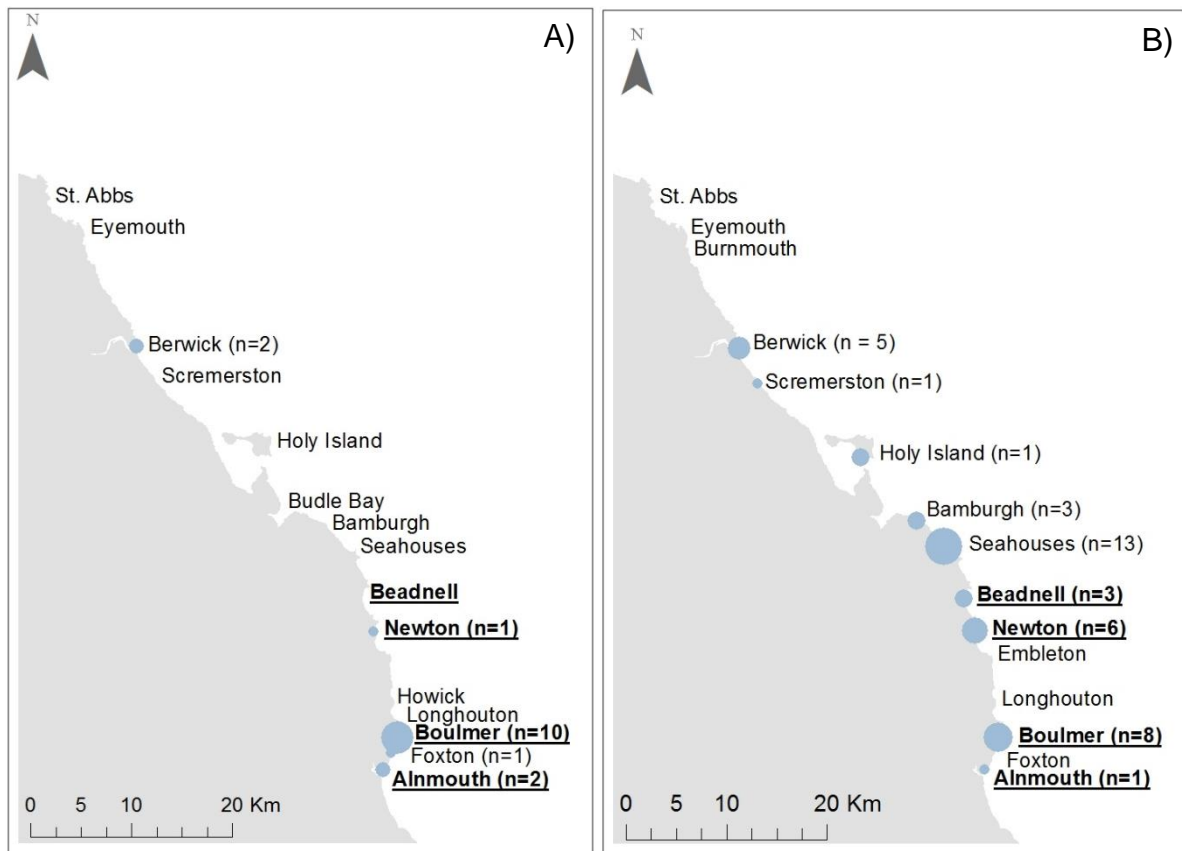 N
A)
St. Abbs
Eyemouth
Berwick (n=2)
Scremerston
Holy Island
Budle Bay
Bamburgh
Seahouses
Beadnell
Newton (n=1)
Howick
Longhouton
Boulmer (n=10)
Foxton (n=1)
Alnmouth (n=2)
0 5 10 20 Km
N
B)
St. Abbs
Eyemouth
Burnmouth
Berwick (n = 5)
Scremerston (n=1)
Holy Island (n=1)
Bamburgh (n=3)
Seahouses (n=13)
Beadnell (n=3)
Newton (n=6)
Embleton
Longhouton
Boulmer (n=8)
Foxton
Alnmouth (n=1)
0 5 10 20 Km